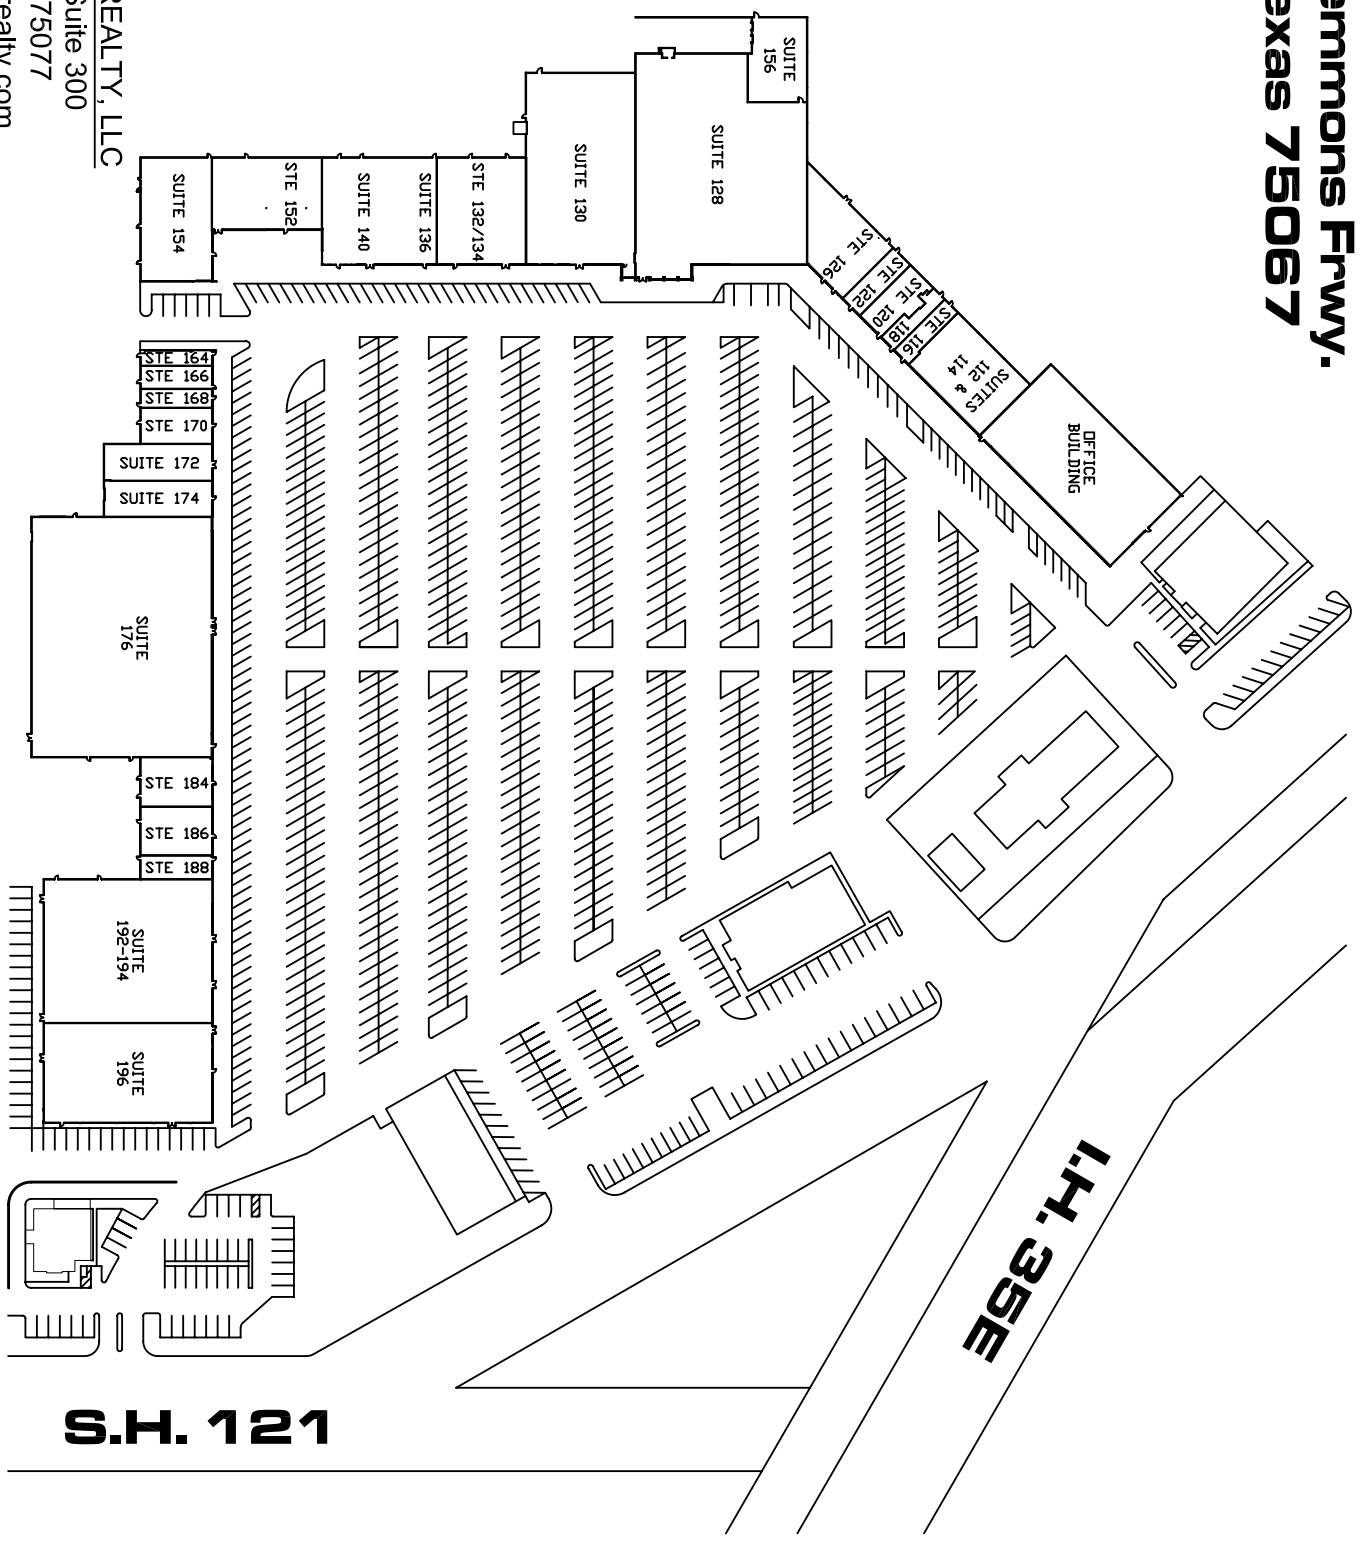 emmons Frwy.
exas 75067
REALTY, LLC
Suite 300
75077
realty.com
SUITE
156
SUITE 128
SUITE 130
STE 132/134
SUITE 136
SUITE 140
STE 152
SUITE 154
STE 126
STE 122
STE 120
118
STE 116
SUITES
112 &
114
OFFICE
BUILDING
STE 164
STE 166
STE 168
STE 170
SUITE 172
SUITE 174
SUITE
176
STE 184
STE 186
STE 188
SUITE
192-194
SUITE
196
I.H. 35E
S.H. 121